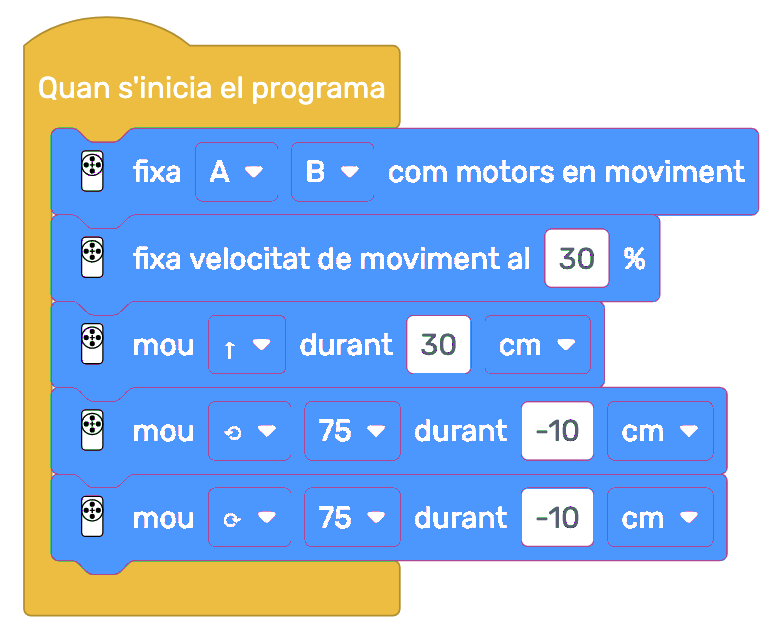 Quan s'inicia el programa
fixa A B com motors en moviment
fixa velocitat de moviment al 30 %
mou ↑ durant 30 cm
mou ⟲ 75 durant -10 cm
mou ⟳ 75 durant -10 cm